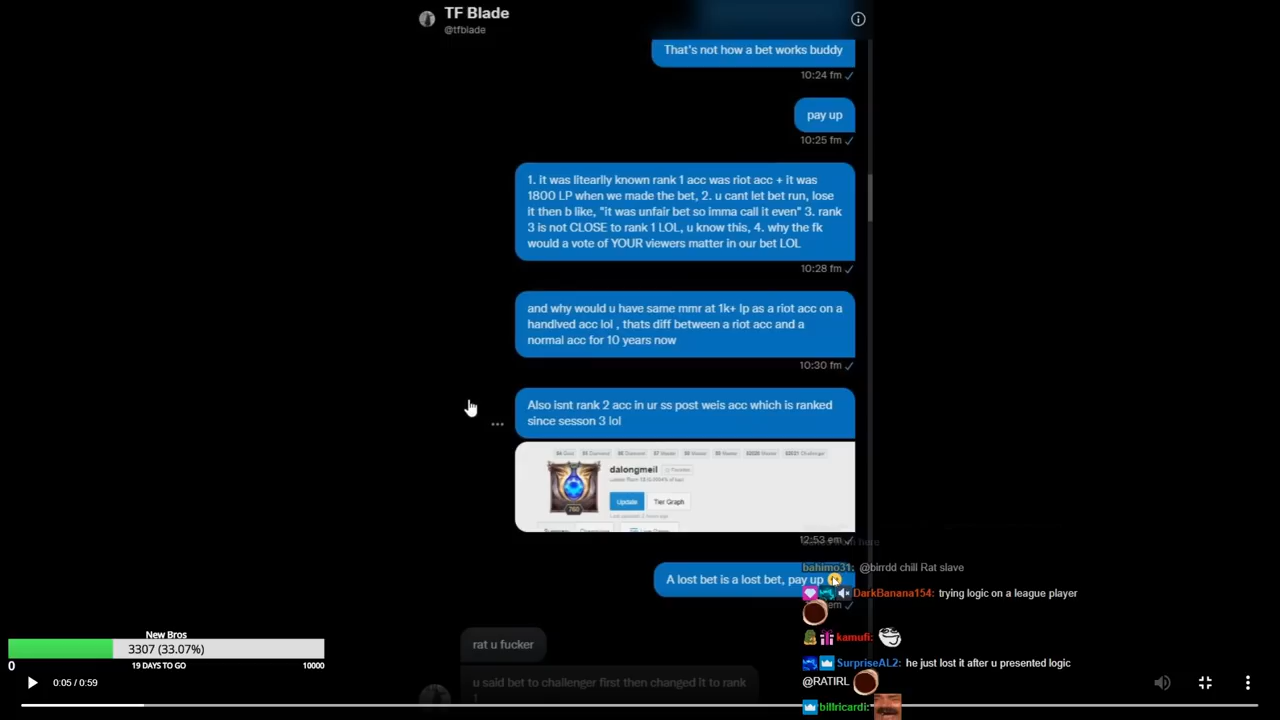 TF Blade
@tfblade
That's not how a bet works buddy
10:24 fm
pay up
10:25 fm
1. it was litearlly known rank 1 acc was riot acc + it was
1800 LP when we made the bet, 2. u cant let bet run, lose
it then b like, "it was unfair bet so imma call it even" 3. rank
3 is not CLOSE to rank 1 LOL, u know this, 4. why the fk
would a vote of YOUR viewers matter in our bet LOL
10:28 fm
and why would u have same mmr at 1k+ lp as a riot acc on a
handlved acc lol , thats diff between a riot acc and a
normal acc for 10 years now
10:30 fm
Also isnt rank 2 acc in ur ss post weis acc which is ranked
since sesson 3 lol
dalongmeil
Update
Tier Graph
760
12:53 em
here
bahimo31: @birrdd chill Rat slave
A lost bet is a lost bet, pay up
DarkBanana154: trying logic on a league player
em
New Bros
3307 (33.07%)
0
19 DAYS TO GO
10000
rat u fucker
kamufi:
SurpriseAL2: he just lost it after u presented logic
@RATIRL
u said bet to challenger first then changed it to rank
1
0:05 / 0:59
billricardi: